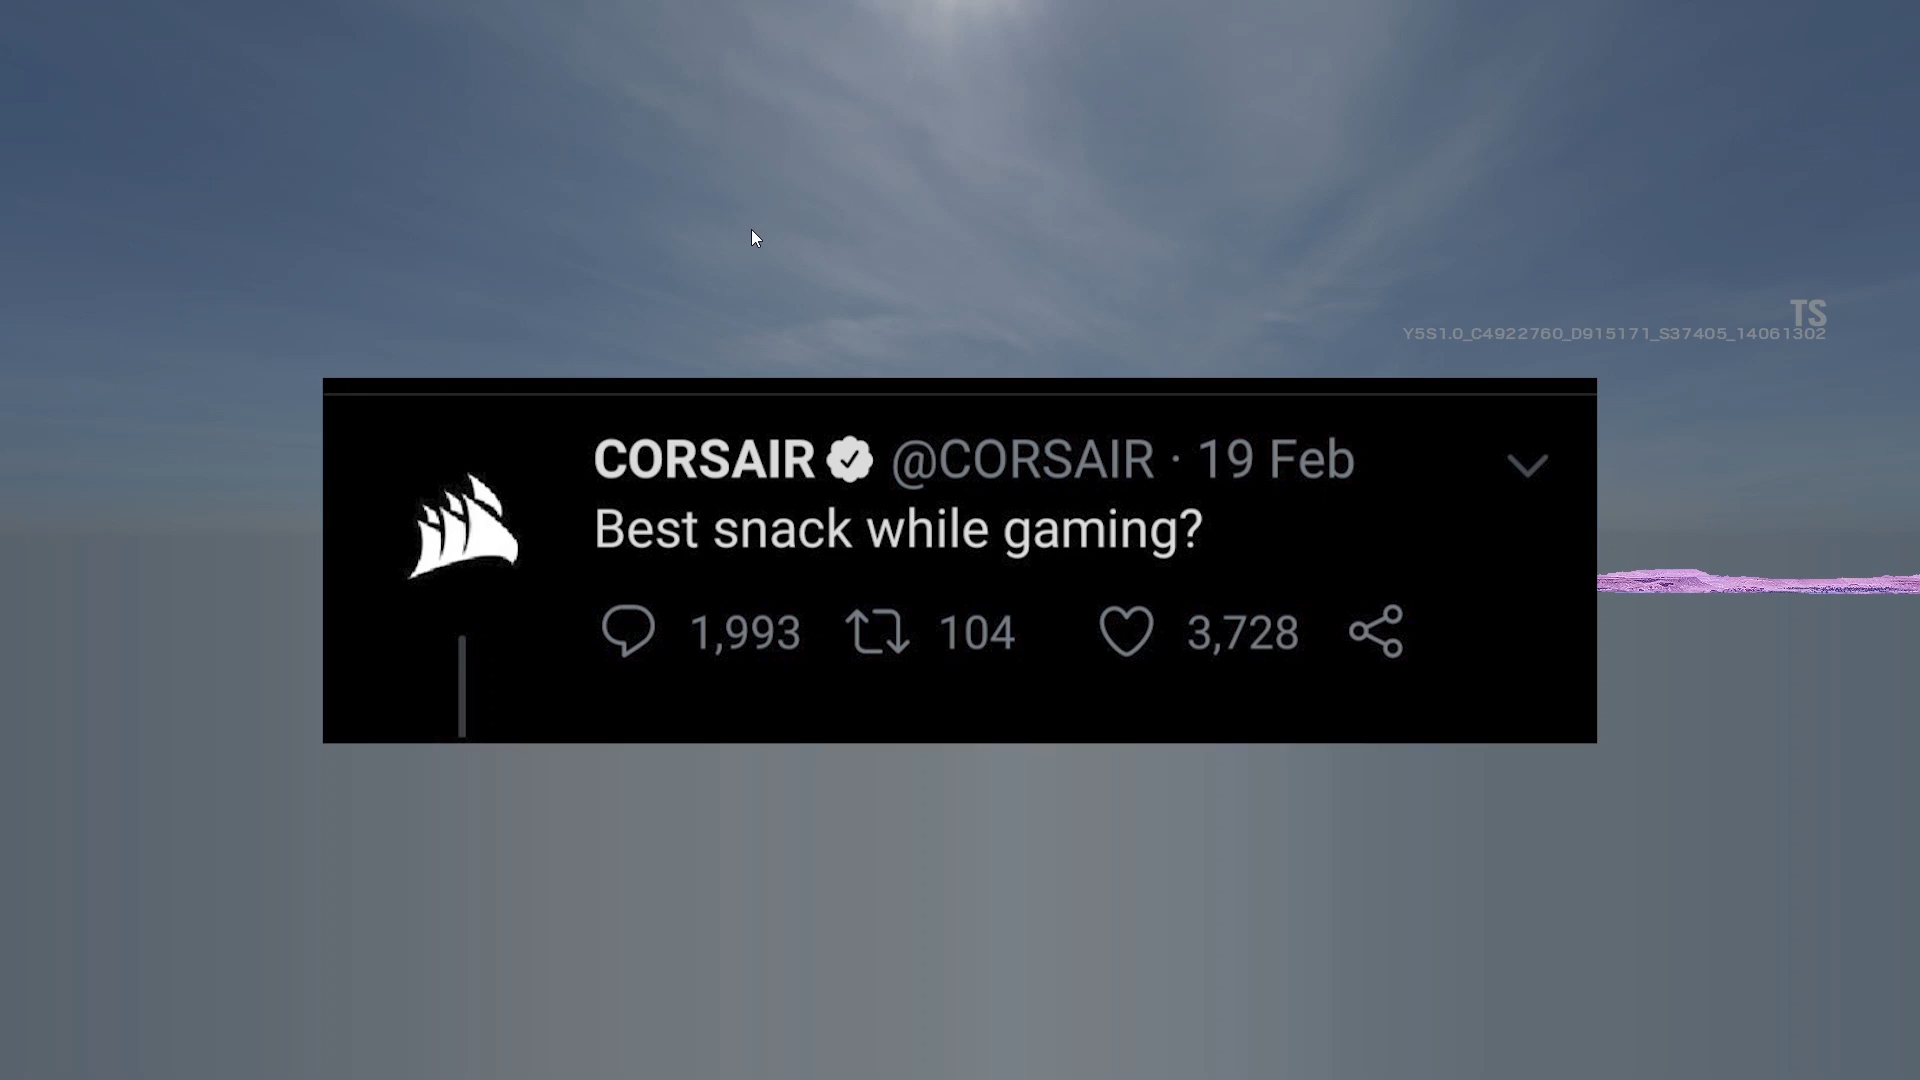 TS
Y5S1.0_C4922760_D915171_S37405_14061302
CORSAIR @CORSAIR · 19 Feb
Best snack while gaming?
1,993 104 3,728